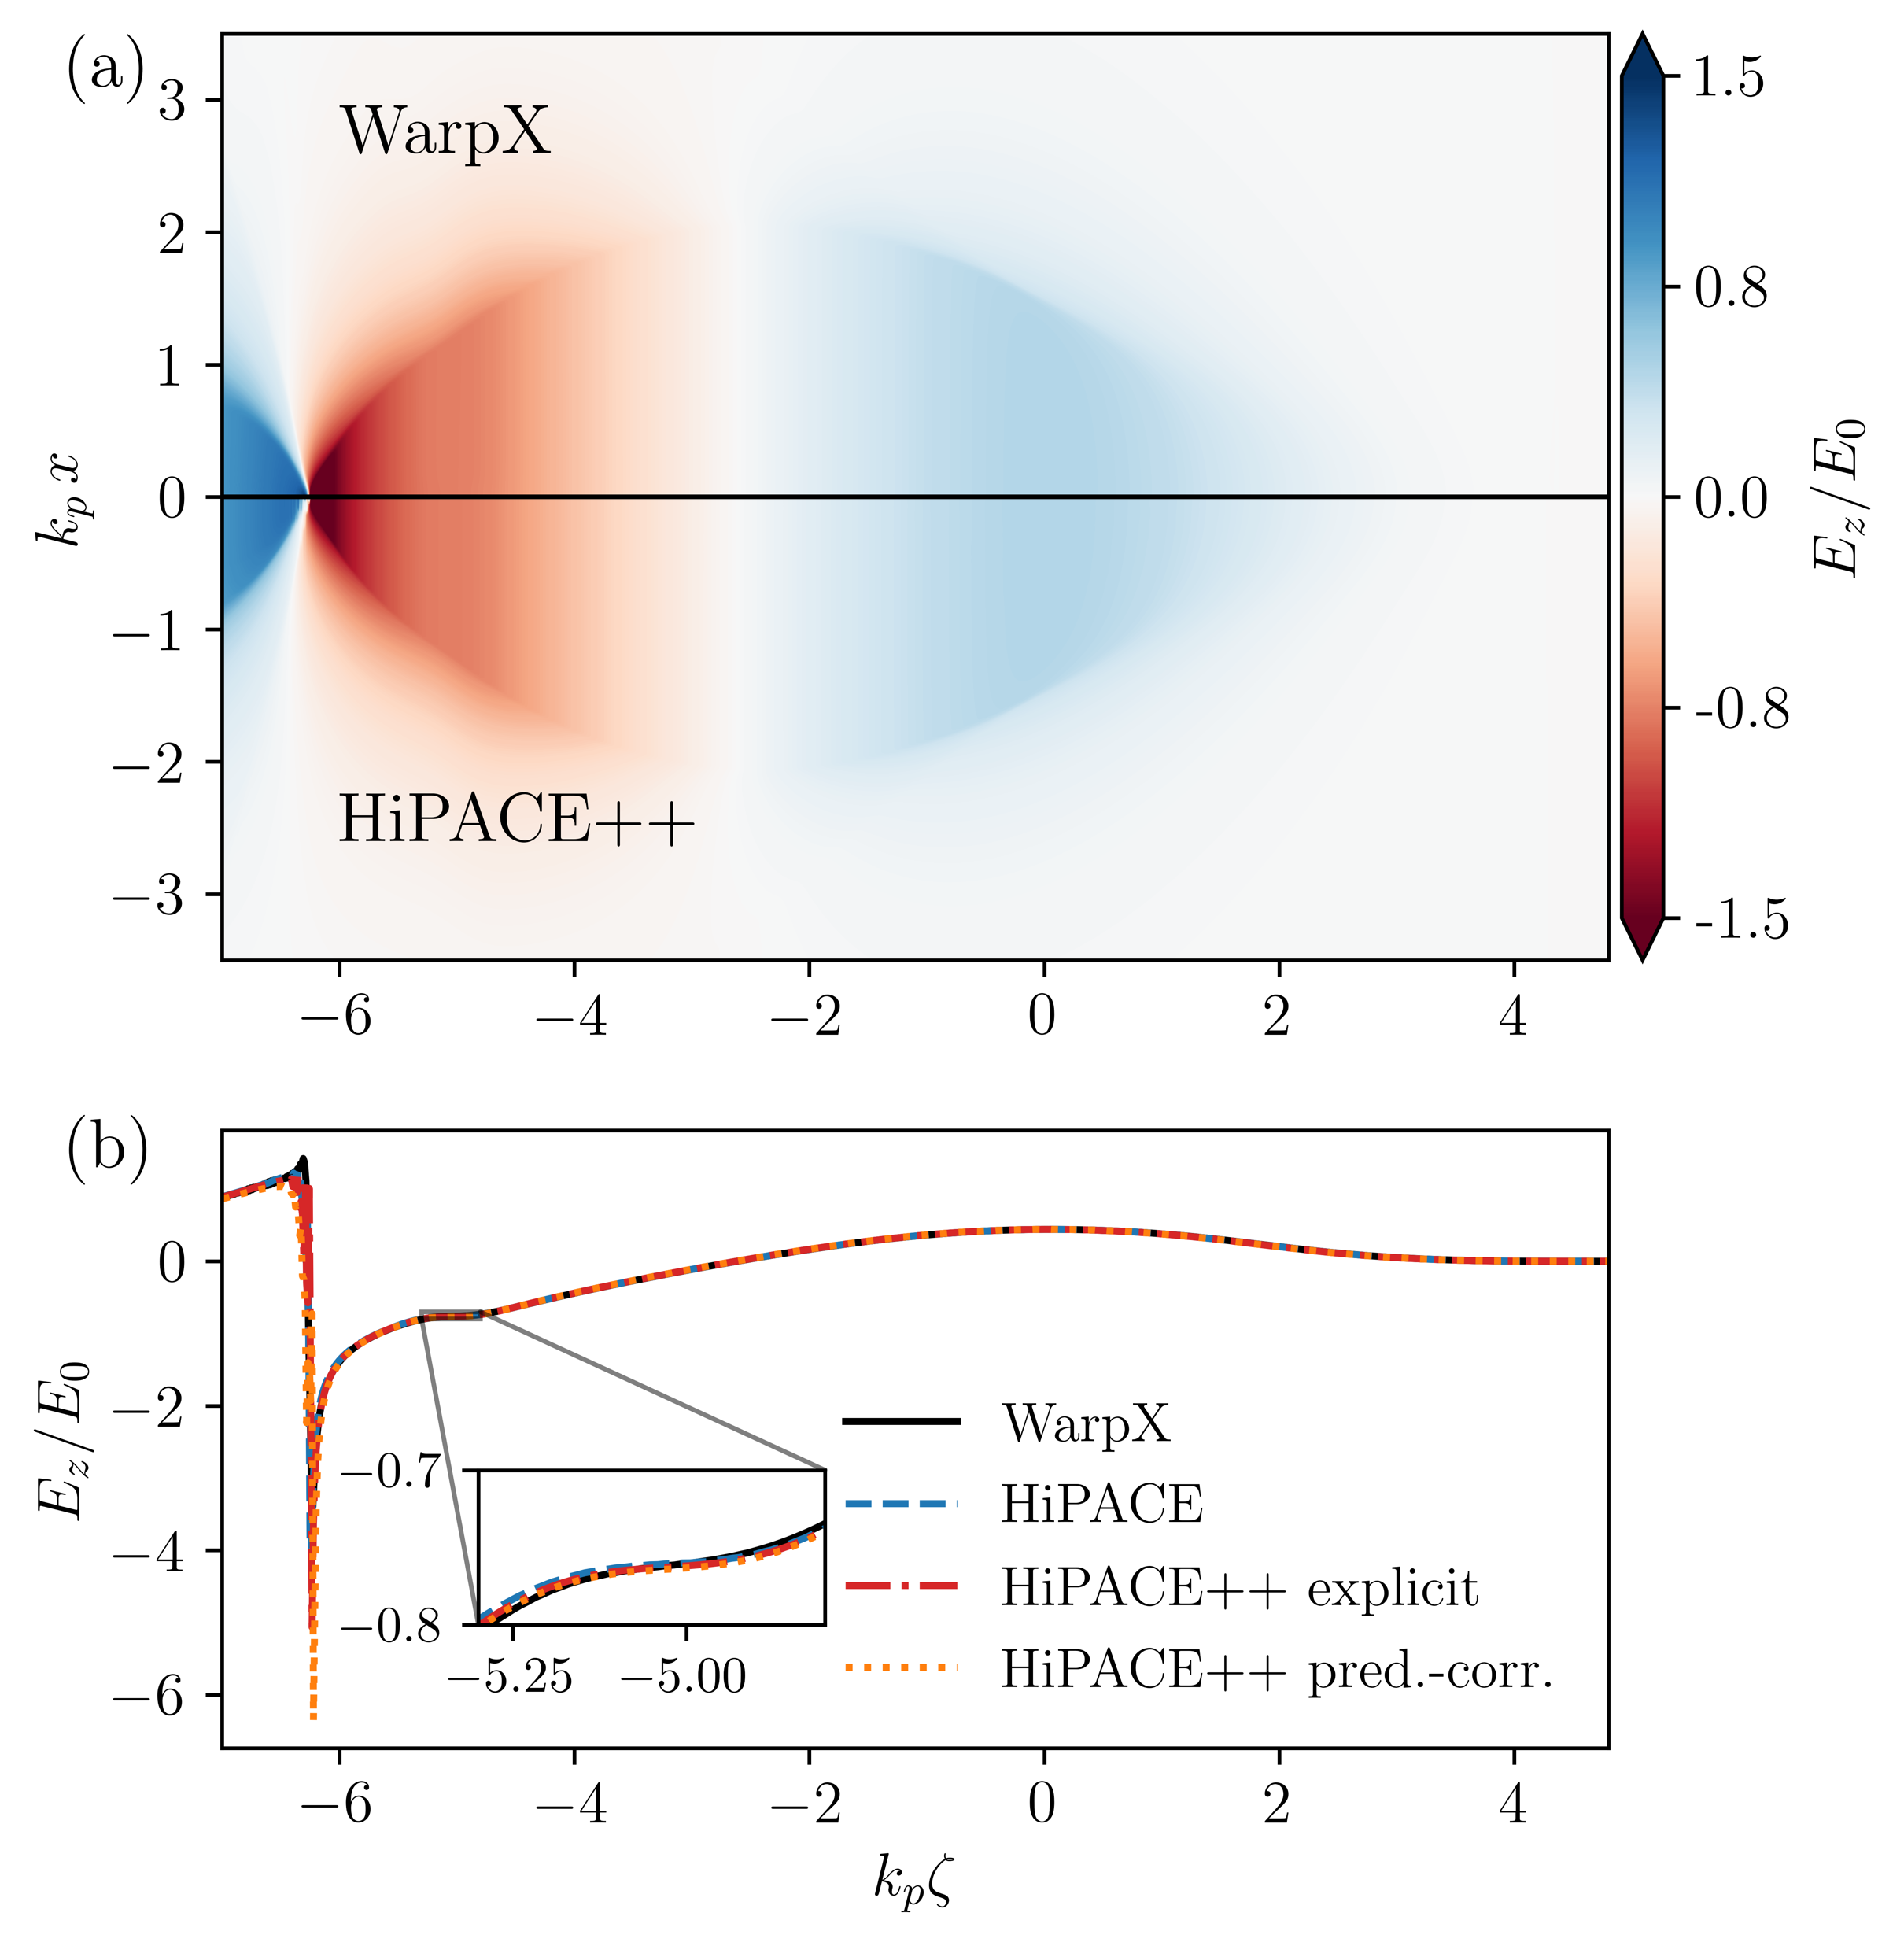 (a)
WarpX
HiPACE++
3
2
1
0
−1
−2
−3
k_p x
−6 −4 −2 0 2 4
1.5
0.8
0.0
-0.8
-1.5
E_z/E_0
(b)
0
−2
−4
−6
E_z/E_0
−0.7
−0.8
−5.25 −5.00
WarpX
HiPACE
HiPACE++ explicit
HiPACE++ pred.-corr.
−6 −4 −2 0 2 4
k_p ζ